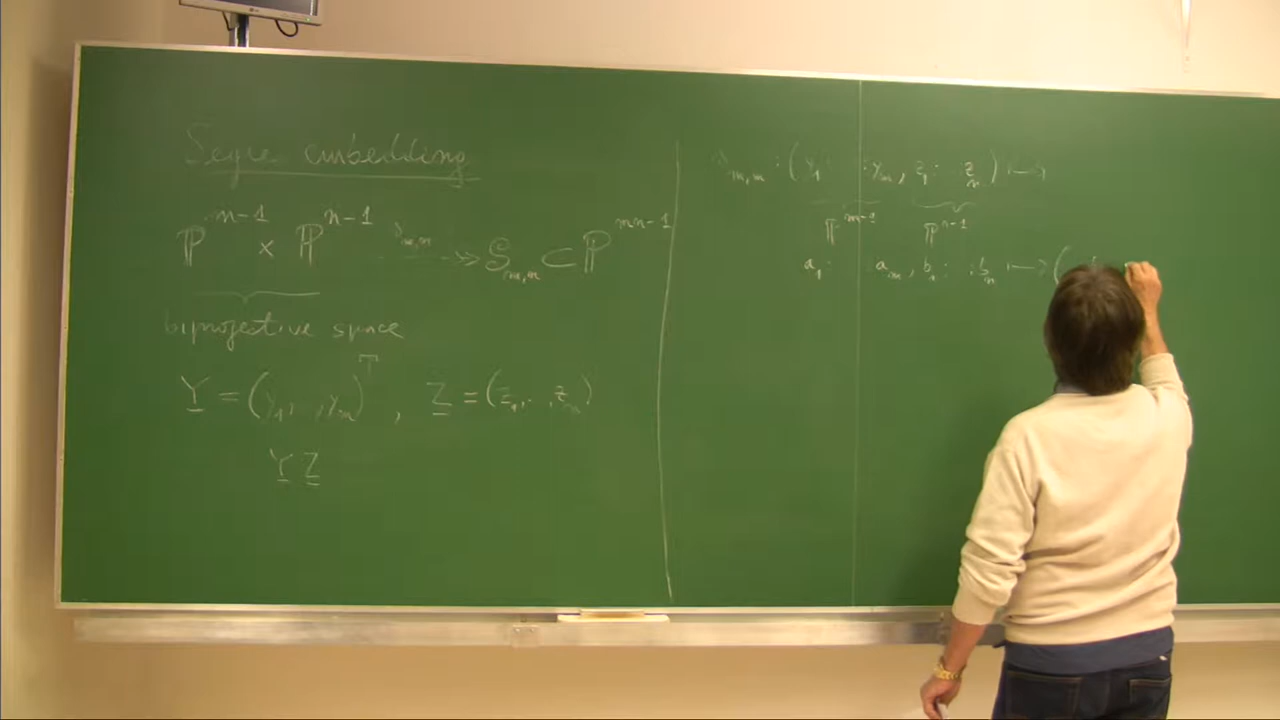 Segre embedding
ℙ^{m-1} × ℙ^{n-1} →→ S_{m,n} ⊂ ℙ^{mn-1}
biprojective space
Y = (y_1, ..., y_m)^T , Z = (z_1, ..., z_n)
Y Z
_{m,n} : (y_1 : : y_m, z_1 : : z_n) ↦
ℙ^{m-1} ℙ^{n-1}
a_1 : a_m, b_1 : : b_n ↦ (